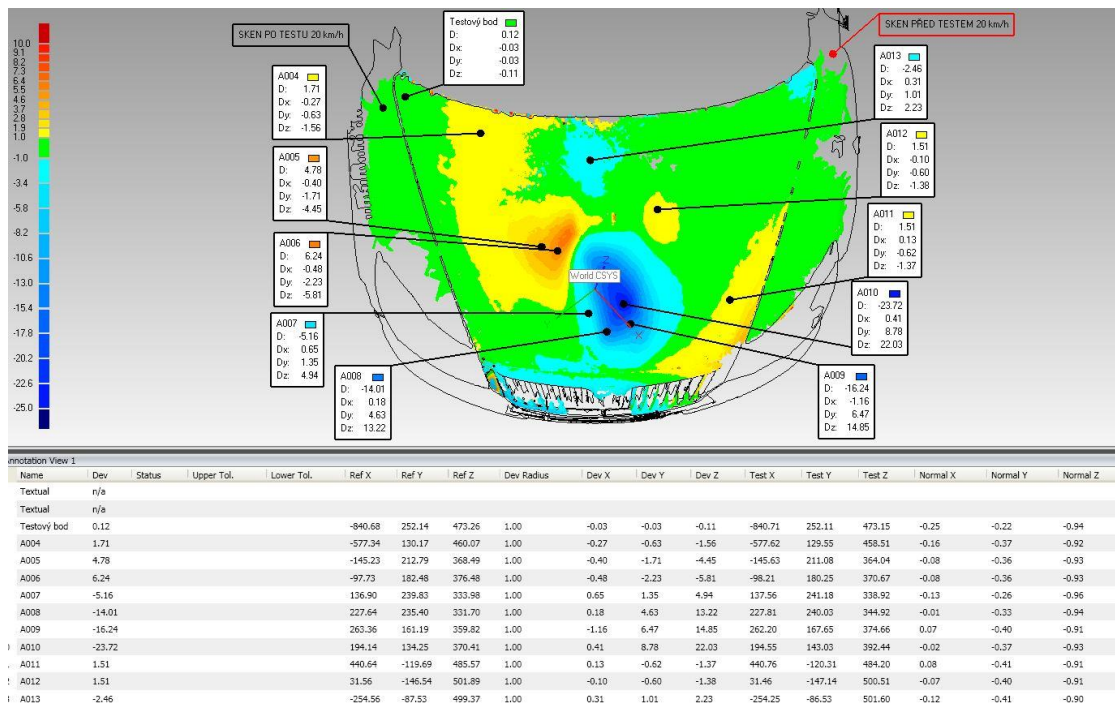 10.0
9.1
8.2
7.3
6.4
5.5
4.6
3.7
2.8
1.9
1.0
-1.0
-3.4
-5.8
-8.2
-10.6
-13.0
-15.4
-17.8
-20.2
-22.6
-25.0
SKEN PO TESTU 20 km/h
Testový bod
D: 0.12
Dx: -0.03
Dy: -0.03
Dz: -0.11
SKEN PŘED TESTEM 20 km/h
A004
D: 1.71
Dx: -0.27
Dy: -0.63
Dz: -1.56
A013
D: -2.46
Dx: 0.31
Dy: 1.01
Dz: 2.23
A005
D: 4.78
Dx: -0.40
Dy: -1.71
Dz: -4.45
A012
D: 1.51
Dx: -0.10
Dy: -0.60
Dz: -1.38
A006
D: 6.24
Dx: -0.48
Dy: -2.23
Dz: -5.81
A011
D: 1.51
Dx: 0.13
Dy: -0.62
Dz: -1.37
World CSYS
Z
Y
X
A007
D: -5.16
Dx: 0.65
Dy: 1.35
Dz: 4.94
A010
D: -23.72
Dx: 0.41
Dy: 8.78
Dz: 22.03
A008
D: -14.01
Dx: 0.18
Dy: 4.63
Dz: 13.22
A009
D: -16.24
Dx: -1.16
Dy: 6.47
Dz: 14.85
Annotation View 1
Name Dev Status Upper Tol. Lower Tol. Ref X Ref Y Ref Z Dev Radius Dev X Dev Y Dev Z Test X Test Y Test Z Normal X Normal Y Normal Z
Textual n/a
Textual n/a
Testový bod 0.12 -840.68 252.14 473.26 1.00 -0.03 -0.03 -0.11 -840.71 252.11 473.15 -0.25 -0.22 -0.94
A004 1.71 -577.34 130.17 460.07 1.00 -0.27 -0.63 -1.56 -577.62 129.55 458.51 -0.16 -0.37 -0.92
A005 4.78 -145.23 212.79 368.49 1.00 -0.40 -1.71 -4.45 -145.63 211.08 364.04 -0.08 -0.36 -0.93
A006 6.24 -97.73 182.48 376.48 1.00 -0.48 -2.23 -5.81 -98.21 180.25 370.67 -0.08 -0.36 -0.93
A007 -5.16 136.90 239.83 333.98 1.00 0.65 1.35 4.94 137.56 241.18 338.92 -0.13 -0.26 -0.96
A008 -14.01 227.64 235.40 331.70 1.00 0.18 4.63 13.22 227.81 240.03 344.92 -0.01 -0.33 -0.94
A009 -16.24 263.36 161.19 359.82 1.00 -1.16 6.47 14.85 262.20 167.65 374.66 0.07 -0.40 -0.91
A010 -23.72 194.14 134.25 370.41 1.00 0.41 8.78 22.03 194.55 143.03 392.44 -0.02 -0.37 -0.93
A011 1.51 440.64 -119.69 485.57 1.00 0.13 -0.62 -1.37 440.76 -120.31 484.20 0.08 -0.41 -0.91
A012 1.51 31.56 -146.54 501.89 1.00 -0.10 -0.60 -1.38 31.46 -147.14 500.51 -0.07 -0.40 -0.91
A013 -2.46 -254.56 -87.53 499.37 1.00 0.31 1.01 2.23 -254.25 -86.53 501.60 -0.12 -0.41 -0.90